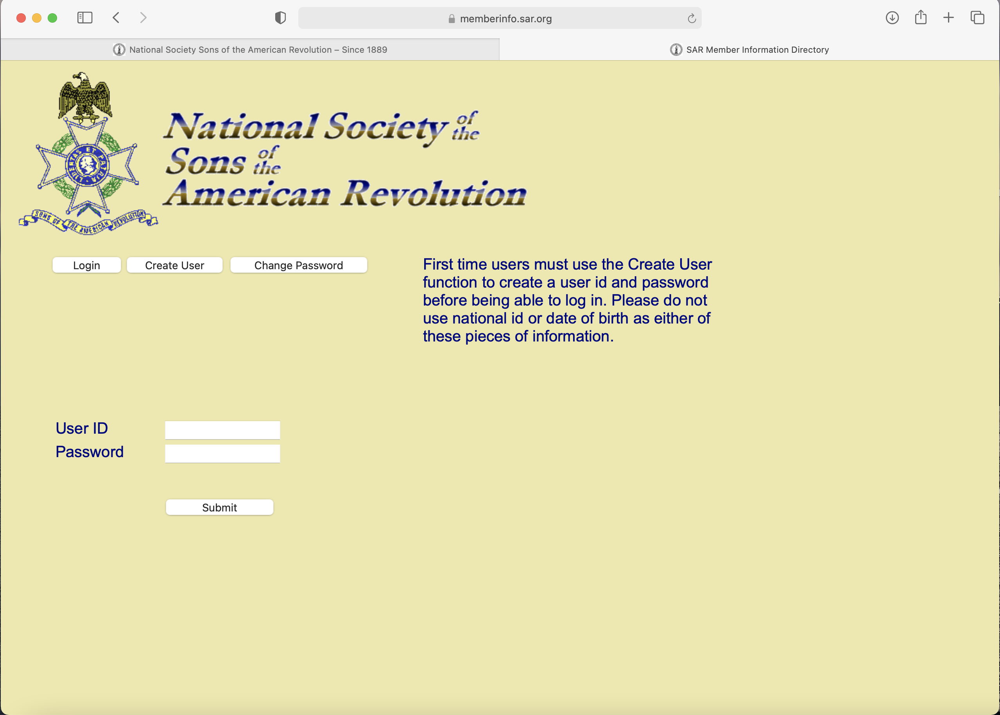 memberinfo.sar.org
National Society Sons of the American Revolution – Since 1889
SAR Member Information Directory
LIBERTAS ET PATRIA
SONS OF THE AMERICAN REVOLUTION
National Society of the
Sons of the
American Revolution
Login
Create User
Change Password
First time users must use the Create User
function to create a user id and password
before being able to log in. Please do not
use national id or date of birth as either of
these pieces of information.
User ID
Password
Submit